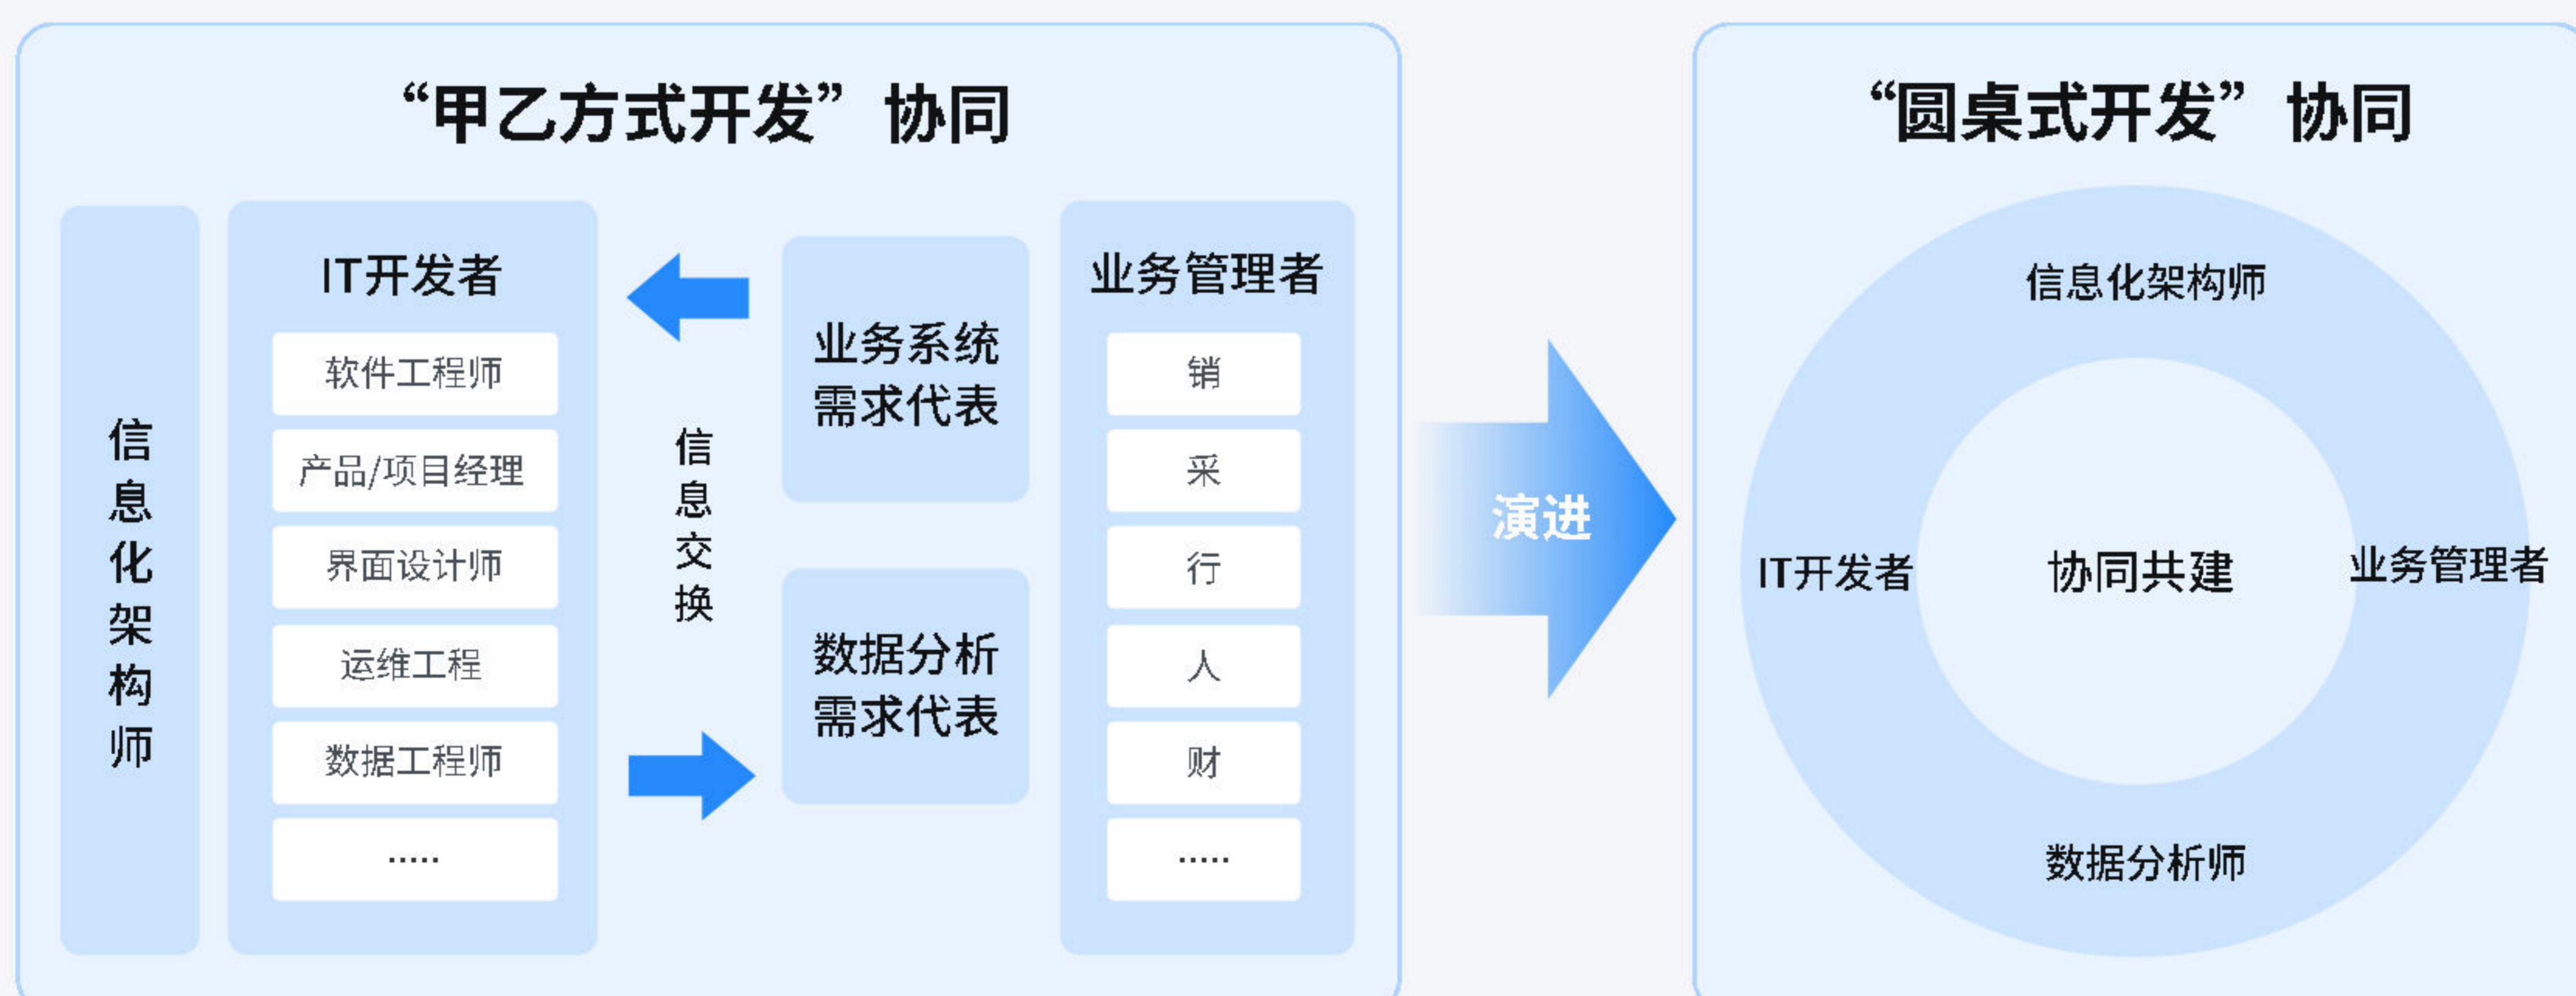 “甲乙方式开发”协同
信息化架构师
IT开发者
软件工程师
产品/项目经理
界面设计师
运维工程
数据工程师
.....
信息交换
业务系统
需求代表
数据分析
需求代表
业务管理者
销
采
行
人
财
.....
演进
“圆桌式开发”协同
信息化架构师
IT开发者
协同共建
业务管理者
数据分析师